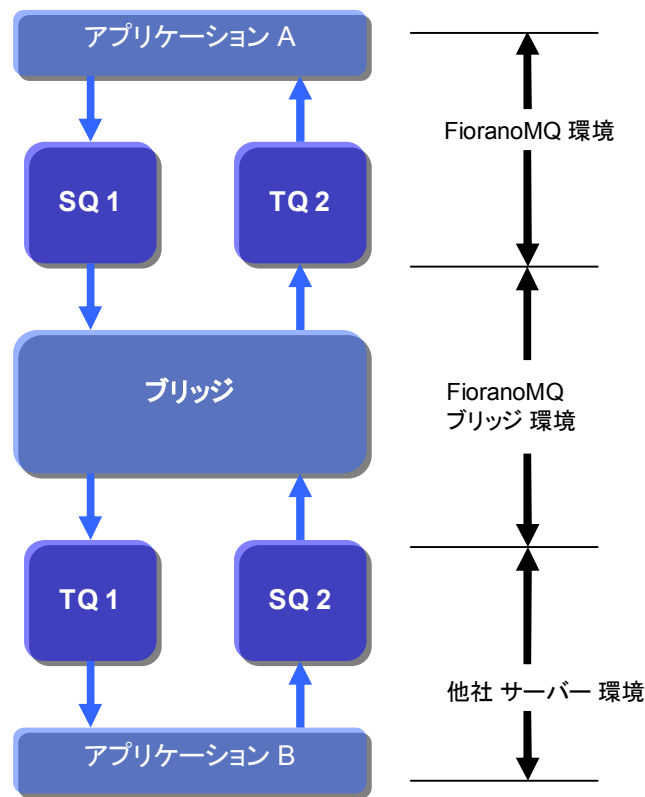 アプリケーション A
FioranoMQ 環境
SQ 1
TQ 2
ブリッジ
FioranoMQ
ブリッジ 環境
TQ 1
SQ 2
他社 サーバー 環境
アプリケーション B